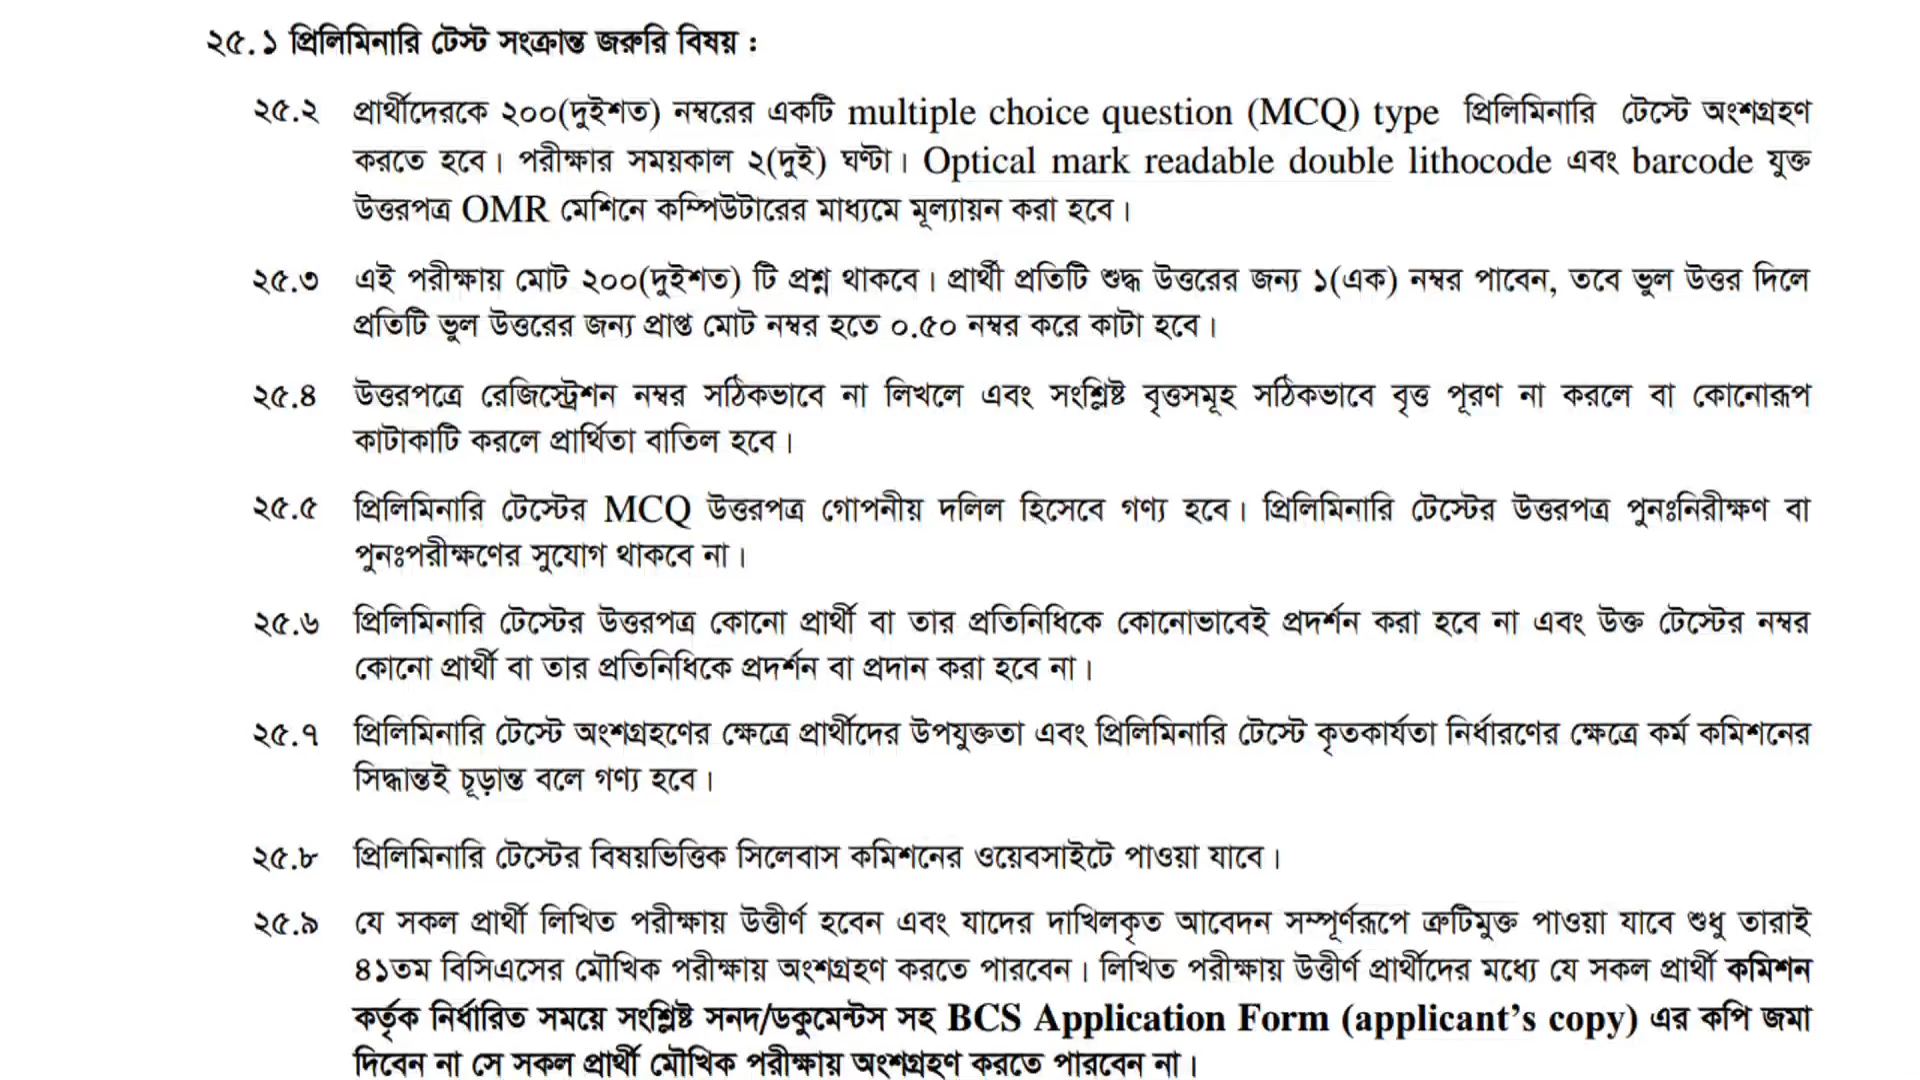 ২৫.১ প্রিলিমিনারি টেস্ট সংক্রান্ত জরুরি বিষয় :
২৫.২ প্রার্থীদেরকে ২০০(দুইশত) নম্বরের একটি multiple choice question (MCQ) type প্রিলিমিনারি টেস্টে অংশগ্রহণ
করতে হবে। পরীক্ষার সময়কাল ২(দুই) ঘণ্টা। Optical mark readable double lithocode এবং barcode যুক্ত
উত্তরপত্র OMR মেশিনে কম্পিউটারের মাধ্যমে মূল্যায়ন করা হবে।
২৫.৩ এই পরীক্ষায় মোট ২০০(দুইশত) টি প্রশ্ন থাকবে। প্রার্থী প্রতিটি শুদ্ধ উত্তরের জন্য ১(এক) নম্বর পাবেন, তবে ভুল উত্তর দিলে
প্রতিটি ভুল উত্তরের জন্য প্রাপ্ত মোট নম্বর হতে ০.৫০ নম্বর করে কাটা হবে।
২৫.৪ উত্তরপত্রে রেজিস্ট্রেশন নম্বর সঠিকভাবে না লিখলে এবং সংশ্লিষ্ট বৃত্তসমূহ সঠিকভাবে বৃত্ত পূরণ না করলে বা কোনোরূপ
কাটাকাটি করলে প্রার্থিতা বাতিল হবে।
২৫.৫ প্রিলিমিনারি টেস্টের MCQ উত্তরপত্র গোপনীয় দলিল হিসেবে গণ্য হবে। প্রিলিমিনারি টেস্টের উত্তরপত্র পুনঃনিরীক্ষণ বা
পুনঃপরীক্ষণের সুযোগ থাকবে না।
২৫.৬ প্রিলিমিনারি টেস্টের উত্তরপত্র কোনো প্রার্থী বা তার প্রতিনিধিকে কোনোভাবেই প্রদর্শন করা হবে না এবং উক্ত টেস্টের নম্বর
কোনো প্রার্থী বা তার প্রতিনিধিকে প্রদর্শন বা প্রদান করা হবে না।
২৫.৭ প্রিলিমিনারি টেস্টে অংশগ্রহণের ক্ষেত্রে প্রার্থীদের উপযুক্ততা এবং প্রিলিমিনারি টেস্টে কৃতকার্যতা নির্ধারণের ক্ষেত্রে কর্ম কমিশনের
সিদ্ধান্তই চূড়ান্ত বলে গণ্য হবে।
২৫.৮ প্রিলিমিনারি টেস্টের বিষয়ভিত্তিক সিলেবাস কমিশনের ওয়েবসাইটে পাওয়া যাবে।
২৫.৯ যে সকল প্রার্থী লিখিত পরীক্ষায় উত্তীর্ণ হবেন এবং যাদের দাখিলকৃত আবেদন সম্পূর্ণরূপে ত্রুটিমুক্ত পাওয়া যাবে শুধু তারাই
৪১তম বিসিএসের মৌখিক পরীক্ষায় অংশগ্রহণ করতে পারবেন। লিখিত পরীক্ষায় উত্তীর্ণ প্রার্থীদের মধ্যে যে সকল প্রার্থী কমিশন
কর্তৃক নির্ধারিত সময়ে সংশ্লিষ্ট সনদ/ডকুমেন্টস সহ BCS Application Form (applicant’s copy) এর কপি জমা
দিবেন না সে সকল প্রার্থী মৌখিক পরীক্ষায় অংশগ্রহণ করতে পারবেন না।